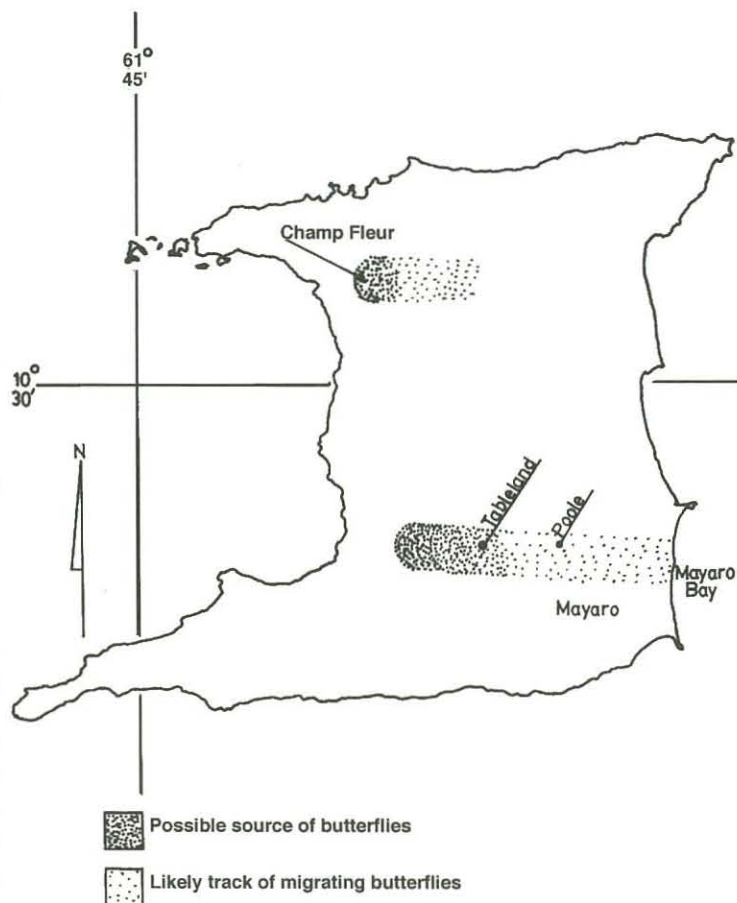 61°
45'
Champ Fleur
10°
30'
N
Tableland
Poole
Mayaro
Bay
Mayaro
Possible source of butterflies
Likely track of migrating butterflies